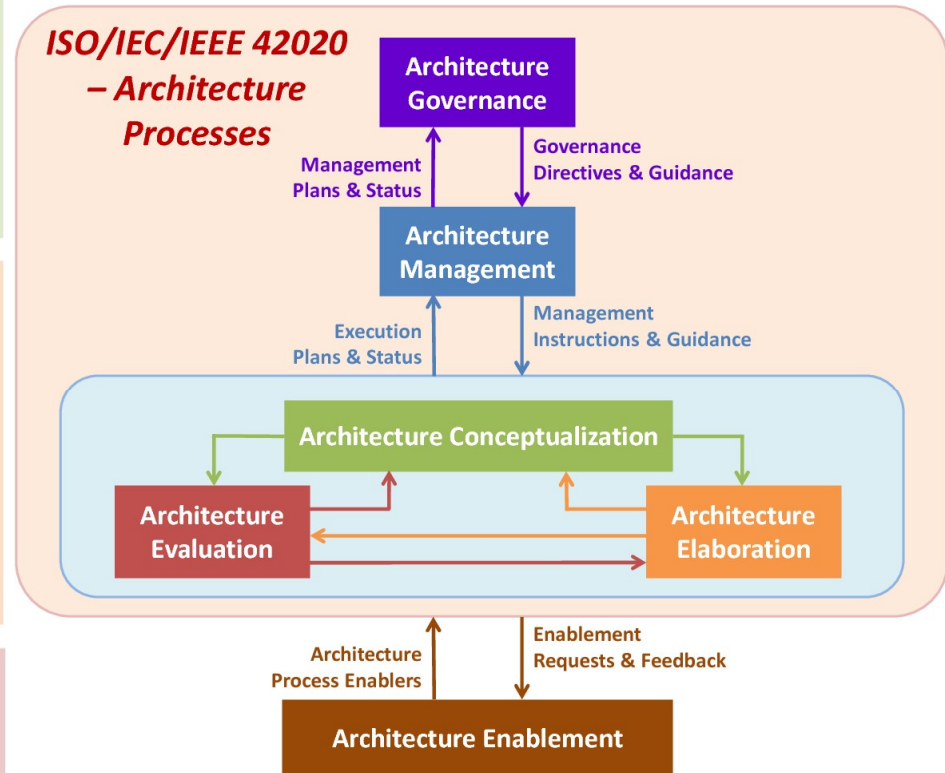 ISO/IEC/IEEE 42020
– Architecture
Processes
Architecture
Governance
Management
Plans & Status
Governance
Directives & Guidance
Architecture
Management
Execution
Plans & Status
Management
Instructions & Guidance
Architecture Conceptualization
Architecture
Evaluation
Architecture
Elaboration
Architecture
Process Enablers
Enablement
Requests & Feedback
Architecture Enablement